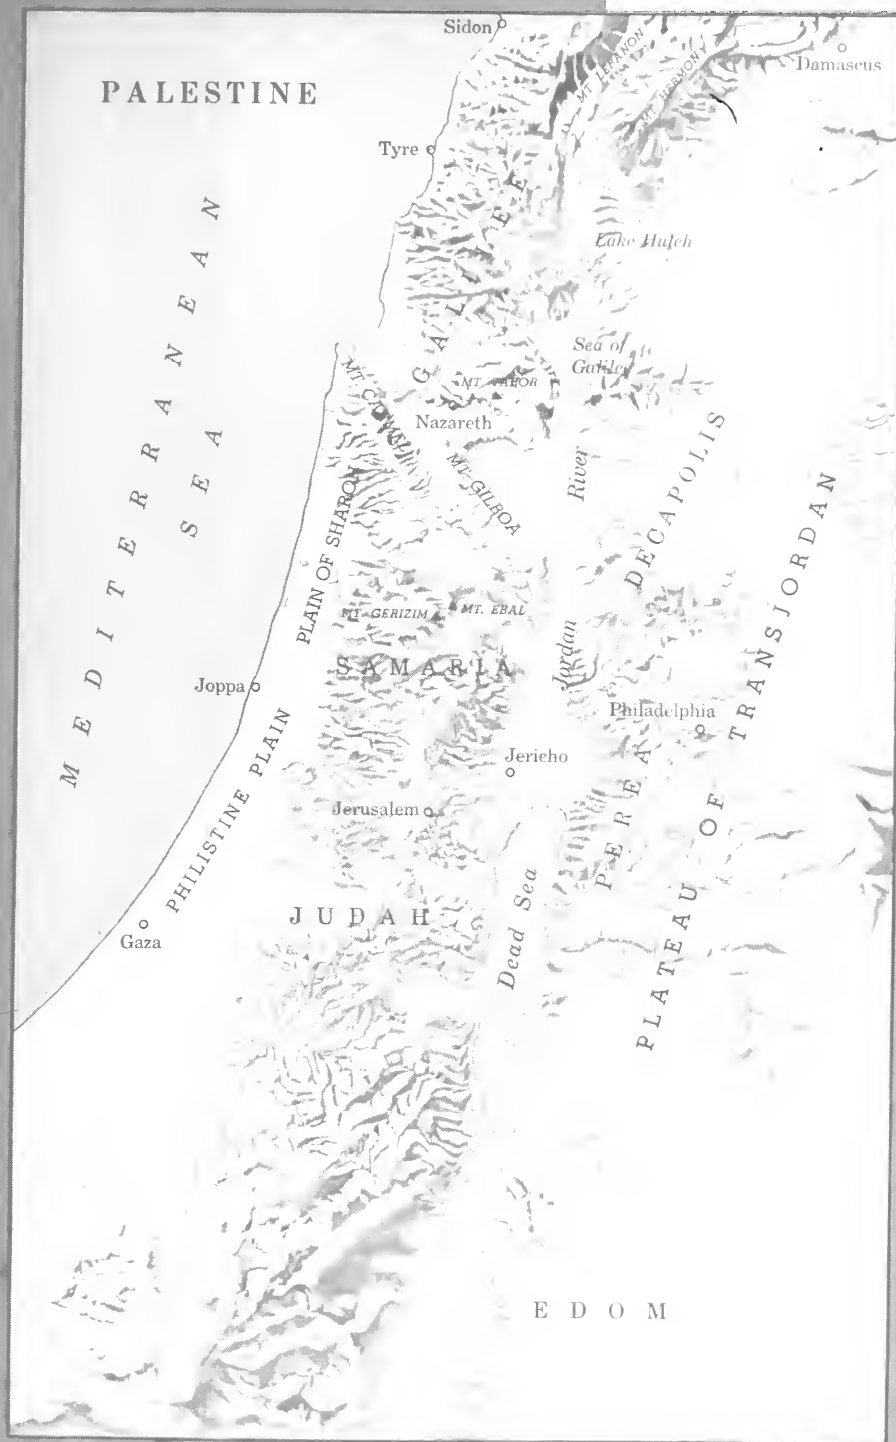 Sidon
Damascus
PALESTINE
MT LEBANON
MT HERMON
Tyre
MEDITERRANEAN
SEA
GALILEE
Lake Huleh
Sea of
Galilee
MT TABOR
Nazareth
MT. CARMEL
MT GILBOA
River
Jordan
DECAPOLIS
PLAIN OF SHARON
MT. GERIZIM
MT. EBAL
SAMARIA
Joppa
Philadelphia
PLATEAU OF TRANSJORDAN
PHILISTINE PLAIN
Jericho
Jerusalem
PEREA
Dead Sea
JUDAH
Gaza
EDOM